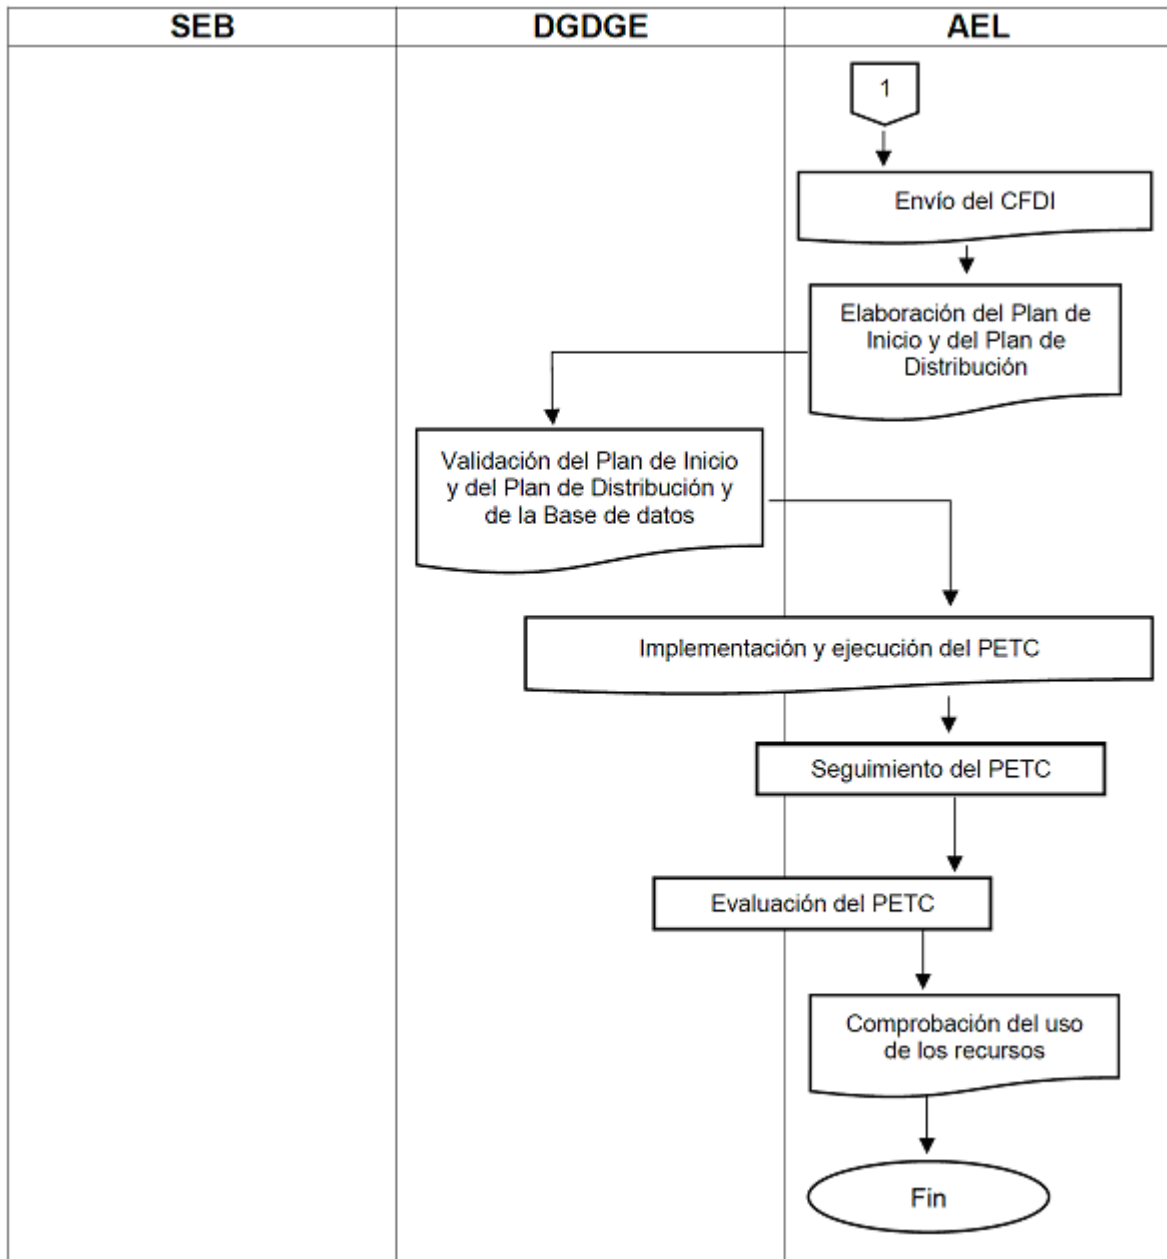 SEB
DGDGE
AEL
1
Envío del CFDI
Elaboración del Plan de
Inicio y del Plan de
Distribución
Validación del Plan de Inicio
y del Plan de Distribución y
de la Base de datos
Implementación y ejecución del PETC
Seguimiento del PETC
Evaluación del PETC
Comprobación del uso
de los recursos
Fin